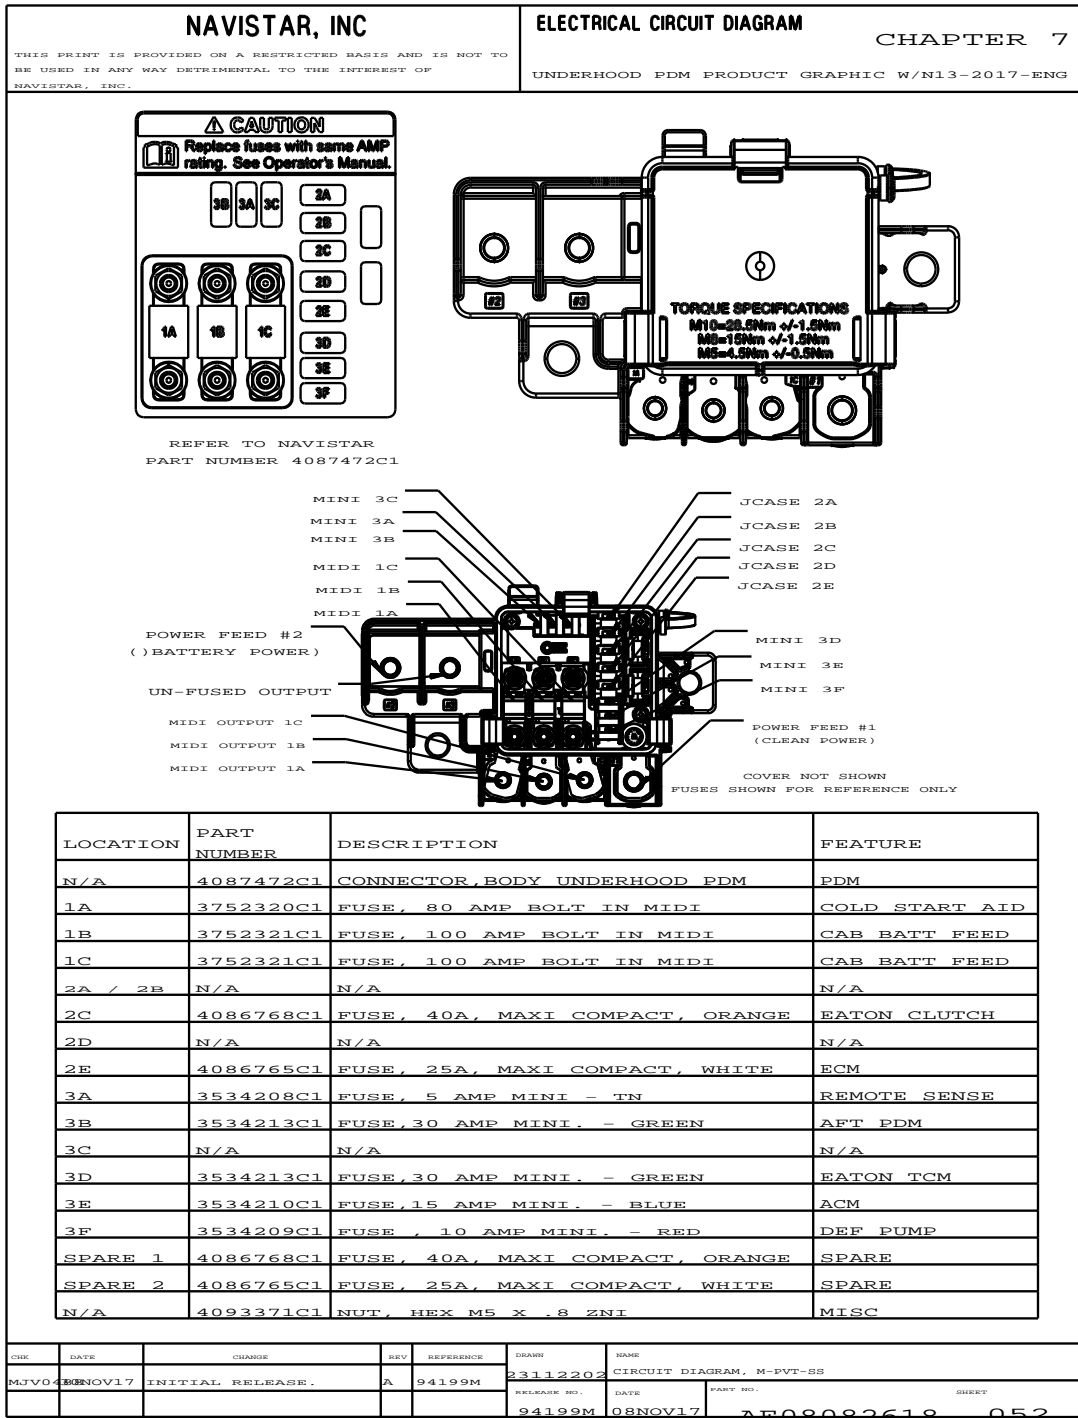 NAVISTAR, INC
THIS PRINT IS PROVIDED ON A RESTRICTED BASIS AND IS NOT TO
BE USED IN ANY WAY DETRIMENTAL TO THE INTEREST OF
NAVISTAR, INC.
ELECTRICAL CIRCUIT DIAGRAM
CHAPTER 7
UNDERHOOD PDM PRODUCT GRAPHIC W/N13-2017-ENG
CAUTION
Replace fuses with same AMP
rating. See Operator's Manual.
3B 3A 3C
2A
2B
2C
2D
2E
3D
3E
3F
1A 1B 1C
REFER TO NAVISTAR
PART NUMBER 4087472C1
#2 #3
TORQUE SPECIFICATIONS
M10=28.5Nm +/-1.5Nm
M8=15Nm +/-1.5Nm
M5=4.5Nm +/-0.5Nm
MINI 3C
MINI 3A
MINI 3B
MIDI 1C
MIDI 1B
MIDI 1A
POWER FEED #2
()BATTERY POWER)
UN-FUSED OUTPUT
MIDI OUTPUT 1C
MIDI OUTPUT 1B
MIDI OUTPUT 1A
JCASE 2A
JCASE 2B
JCASE 2C
JCASE 2D
JCASE 2E
MINI 3D
MINI 3E
MINI 3F
POWER FEED #1
(CLEAN POWER)
COVER NOT SHOWN
FUSES SHOWN FOR REFERENCE ONLY
LOCATION PART NUMBER DESCRIPTION FEATURE
N/A 4087472C1 CONNECTOR,BODY UNDERHOOD PDM PDM
1A 3752320C1 FUSE, 80 AMP BOLT IN MIDI COLD START AID
1B 3752321C1 FUSE, 100 AMP BOLT IN MIDI CAB BATT FEED
1C 3752321C1 FUSE, 100 AMP BOLT IN MIDI CAB BATT FEED
2A / 2B N/A N/A N/A
2C 4086768C1 FUSE, 40A, MAXI COMPACT, ORANGE EATON CLUTCH
2D N/A N/A N/A
2E 4086765C1 FUSE, 25A, MAXI COMPACT, WHITE ECM
3A 3534208C1 FUSE, 5 AMP MINI - TN REMOTE SENSE
3B 3534213C1 FUSE,30 AMP MINI. - GREEN AFT PDM
3C N/A N/A N/A
3D 3534213C1 FUSE,30 AMP MINI. - GREEN EATON TCM
3E 3534210C1 FUSE,15 AMP MINI. - BLUE ACM
3F 3534209C1 FUSE , 10 AMP MINI. - RED DEF PUMP
SPARE 1 4086768C1 FUSE, 40A, MAXI COMPACT, ORANGE SPARE
SPARE 2 4086765C1 FUSE, 25A, MAXI COMPACT, WHITE SPARE
N/A 4093371C1 NUT, HEX M5 X .8 ZNI MISC
CHK DATE CHANGE REV REFERENCE DRAWN NAME
08NOV17 INITIAL RELEASE. A 94199M 23112202 CIRCUIT DIAGRAM, M-PVT-SS
RELEASE NO. DATE PART NO. SHEET
94199M 08NOV17 AF08082618 052